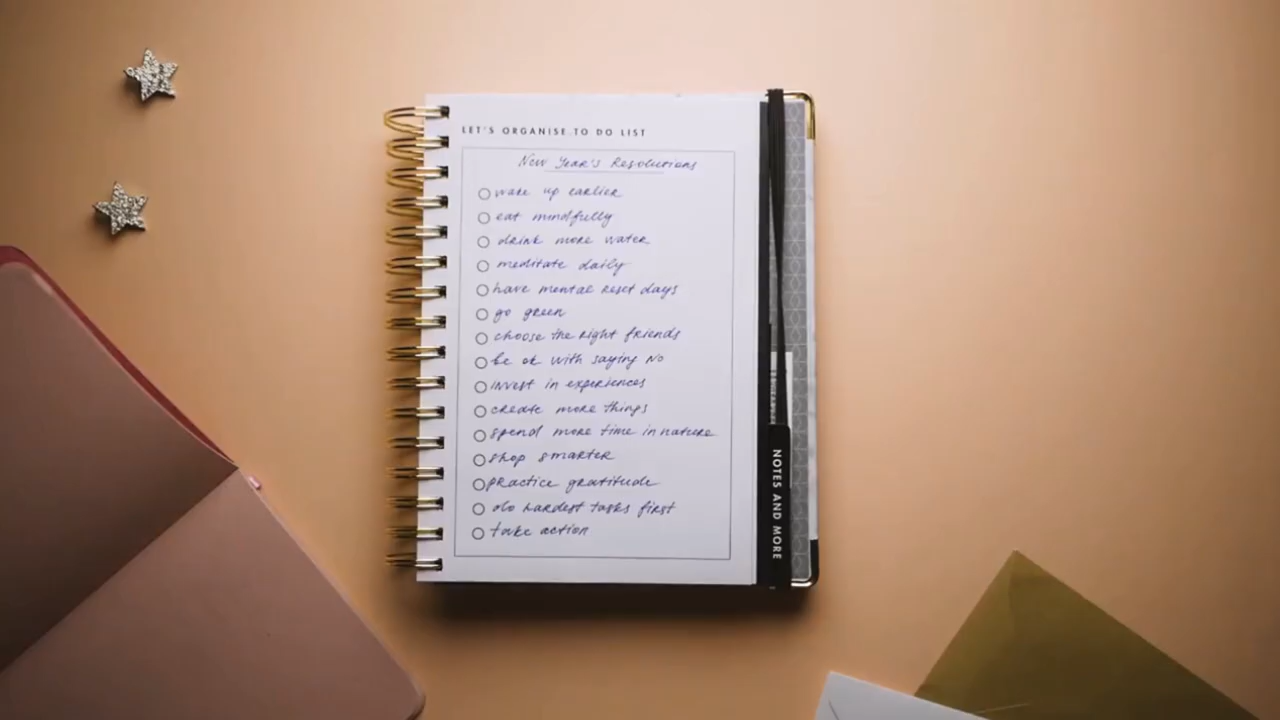 LET'S ORGANISE.TO DO LIST
New Year's Resolutions
wake up earlier
eat mindfully
drink more water
meditate daily
have mental reset days
go green
choose the right friends
be ok with saying No
invest in experiences
create more things
spend more time in nature
shop smarter
practice gratitude
do hardest tasks first
take action
NOTES AND MORE